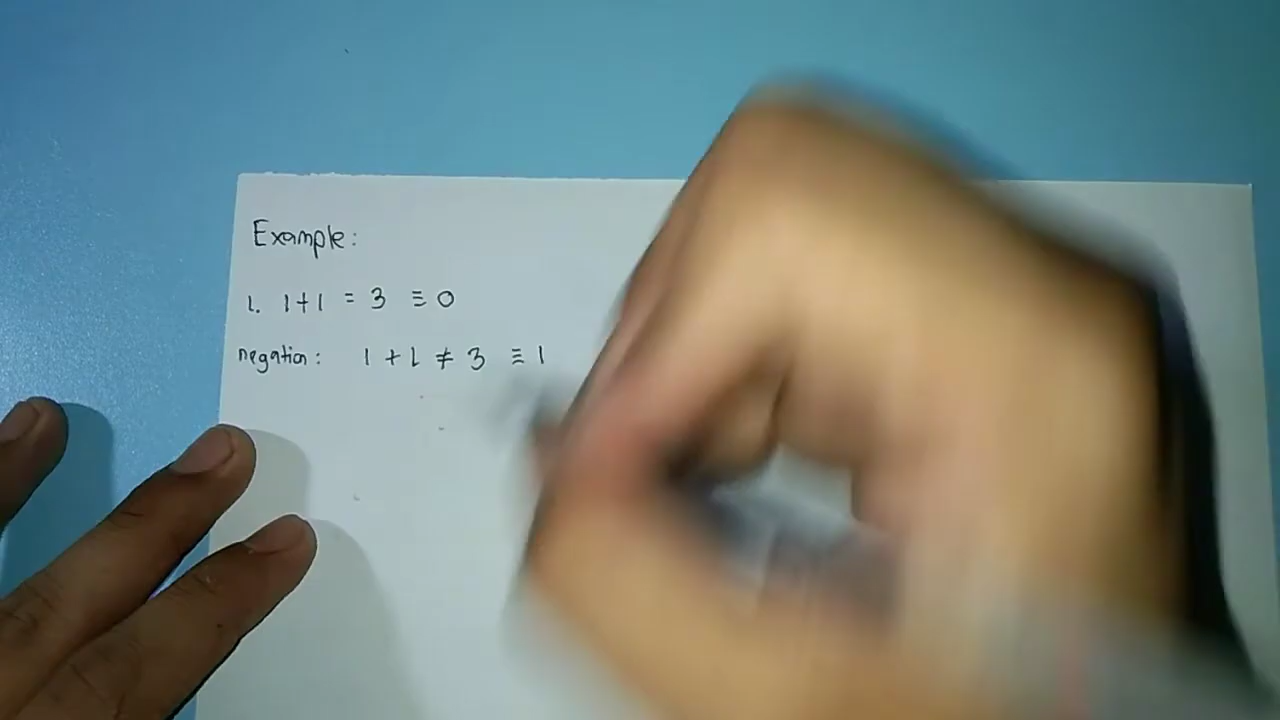 Example:
1. 1+1 = 3 ≡ 0
negation: 1 + 1 ≠ 3 ≡ 1